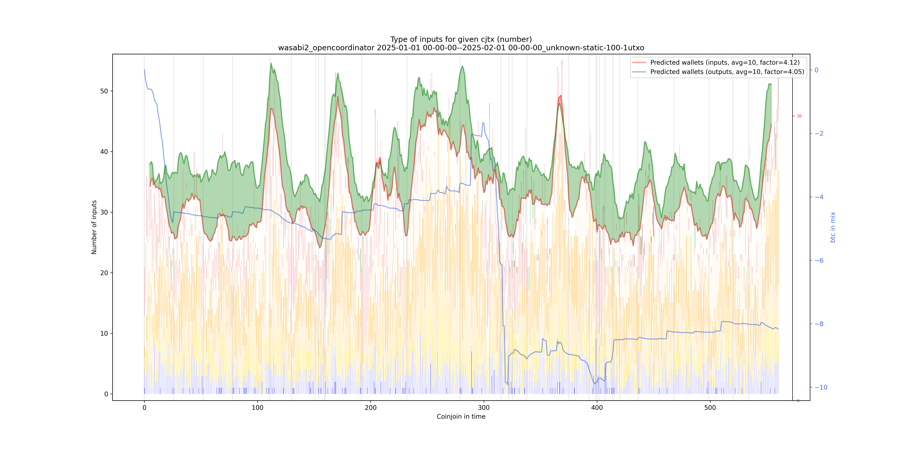 Type of inputs for given cjtx (number)
wasabi2_opencoordinator 2025-01-01 00-00-00--2025-02-01 00-00-00_unknown-static-100-1utxo
Predicted wallets (inputs, avg=10, factor=4.12)
Predicted wallets (outputs, avg=10, factor=4.05)
Number of inputs
50
40
30
20
10
0
0
100
200
300
400
500
Conjoin in time
0
−2
−4
−6
−8
−10
btc in mix